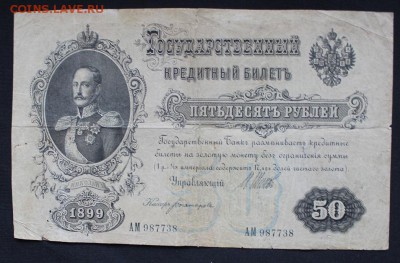 COINS.LAVE.RU
ГОСУДАРСТВЕННЫЙ
КРЕДИТНЫЙ БИЛЕТЪ
ПЯТЬДЕСЯТЪ РУБЛЕЙ
Государственный Банкъ размѣниваетъ кредитные
билеты на золотую монету безъ ограниченія суммы
Управляющій
1899
50
АМ 987738
АМ 987738